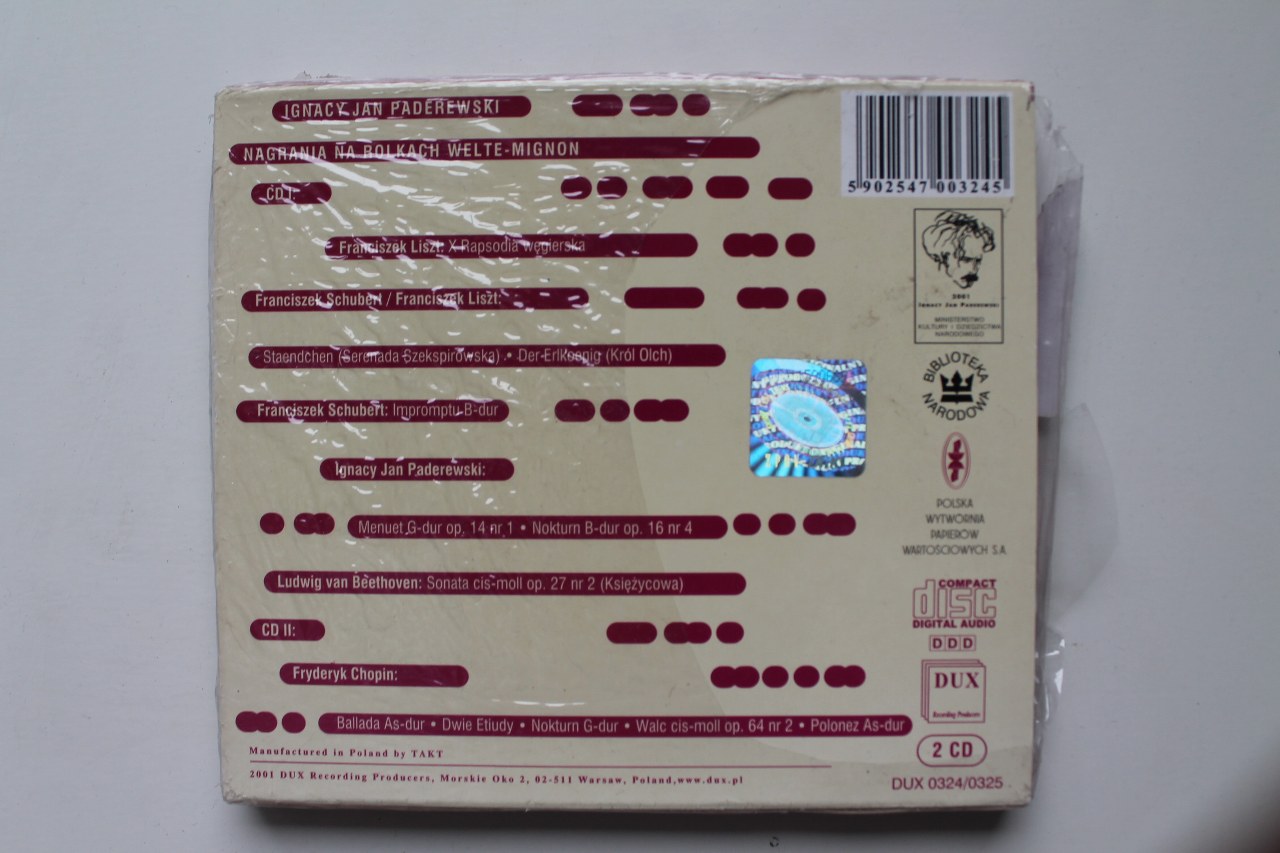 IGNACY JAN PADEREWSKI
NAGRANIA NA ROLKACH WELTE-MIGNON
CD I:
Franciszek Liszt: X Rapsodia węgierska
Franciszek Schubert / Franciszek Liszt:
Staendchen (Serenada Szekspirowska) • Der Erlkoenig (Król Olch)
Franciszek Schubert: Impromptu B-dur
Ignacy Jan Paderewski:
Menuet G-dur op. 14 nr 1 • Nokturn B-dur op. 16 nr 4
Ludwig van Beethoven: Sonata cis-moll op. 27 nr 2 (Księżycowa)
CD II:
Fryderyk Chopin:
Ballada As-dur • Dwie Etiudy • Nokturn G-dur • Walc cis-moll op. 64 nr 2 • Polonez As-dur
Manufactured in Poland by TAKT
2001 DUX Recording Producers, Morskie Oko 2, 02-511 Warsaw, Poland,www.dux.pl
5 902547 003245
2001
IGNACY JAN PADEREWSKI
MINISTERSTWO
KULTURY I DZIEDZICTWA
NARODOWEGO
BIBLIOTEKA
NARODOWA
POLSKA
WYTWÓRNIA
PAPIERÓW
WARTOŚCIOWYCH S.A.
COMPACT
disc
DIGITAL AUDIO
DDD
DUX
Recording Producers
2 CD
DUX 0324/0325